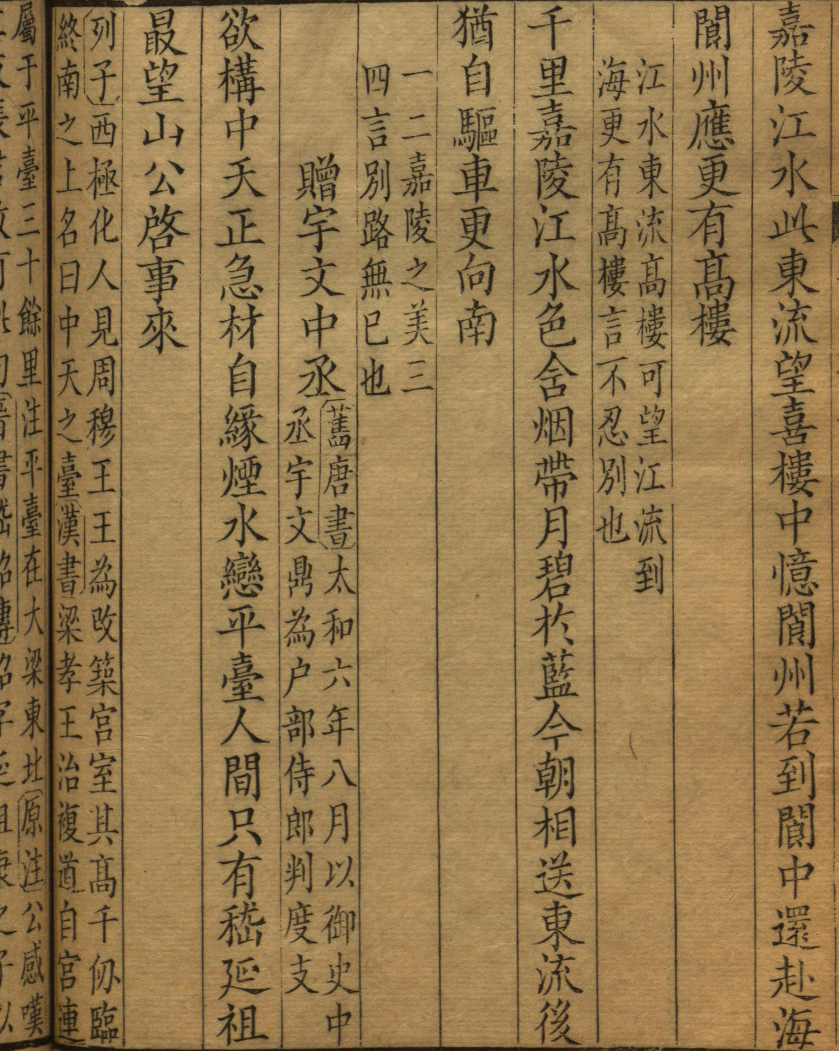 嘉陵江水此東流望喜樓中憶閬州若到閬中還赴海
閬州應更有髙樓
江水東流髙樓可望江流到
海更有髙樓言不忍別也
千里嘉陵江水色含烟帶月碧於藍今朝相送東流後
猶自驅車更向南
一二嘉陵之美三
四言別路無已也
贈宇文中丞
舊唐書太和六年八月以御史中
丞宇文鼎為户部侍郎判度支
欲構中天正急材自緣煙水戀平臺人間只有嵇延祖
最望山公啓事來
列子西極化人見周穆王王為改築宮室其髙千仞臨
終南之上名曰中天之臺漢書梁孝王治複道自宮連
屬于平臺三十餘里注平臺在大梁東北原注公感嘆